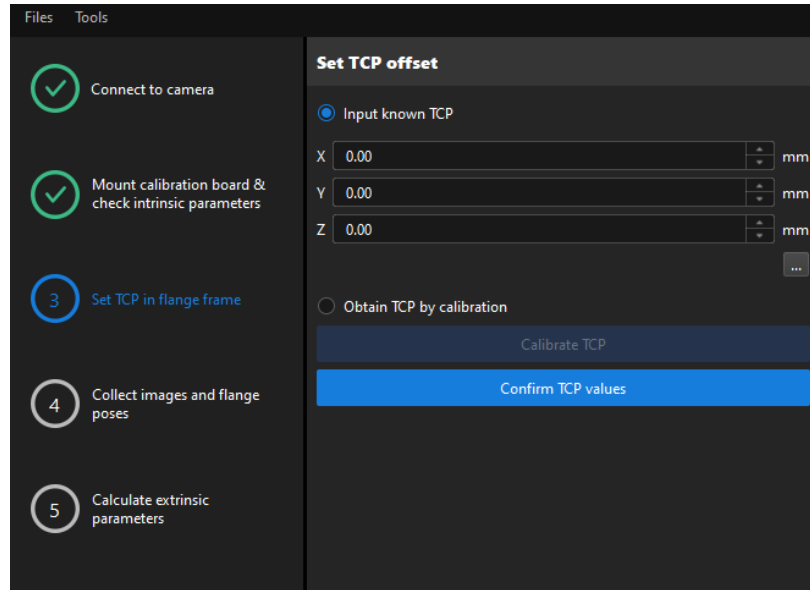 Files Tools
Connect to camera
Mount calibration board &
check intrinsic parameters
3 Set TCP in flange frame
4 Collect images and flange
poses
5 Calculate extrinsic
parameters
Set TCP offset
Input known TCP
X 0.00 mm
Y 0.00 mm
Z 0.00 mm
...
Obtain TCP by calibration
Calibrate TCP
Confirm TCP values